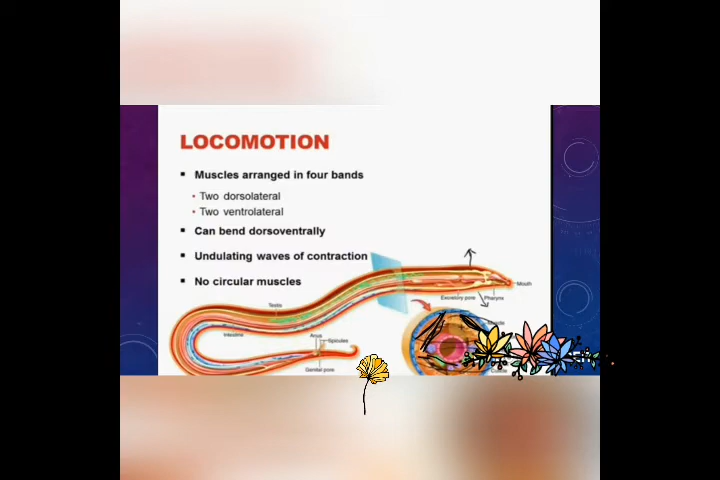 LOCOMOTION
▪ Muscles arranged in four bands
• Two dorsolateral
• Two ventrolateral
▪ Can bend dorsoventrally
▪ Undulating waves of contraction
▪ No circular muscles
Mouth
Excretory pore
Pharynx
Testis
Intestine
Anus
Spicules
Genital pore